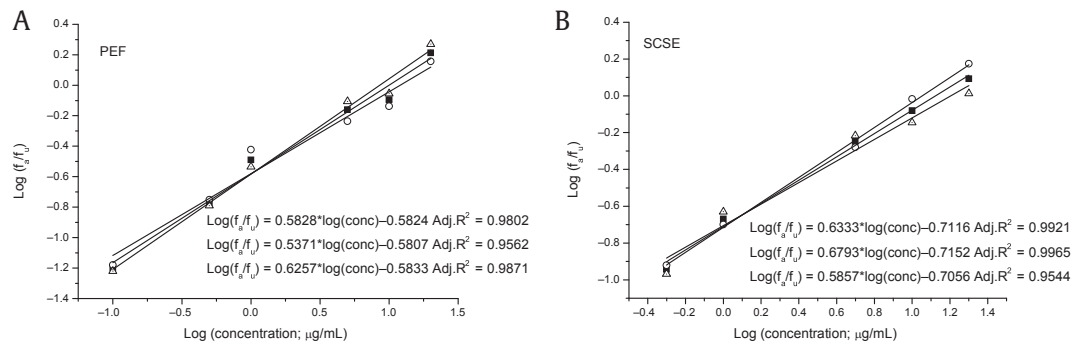 A
PEF
0.4
0.2
0.0
–0.2
–0.4
–0.6
–0.8
–1.0
–1.2
–1.4
Log (fa/fu)
Log(fa/fu) = 0.5828*log(conc)–0.5824 Adj.R2 = 0.9802
Log(fa/fu) = 0.5371*log(conc)–0.5807 Adj.R2 = 0.9562
Log(fa/fu) = 0.6257*log(conc)–0.5833 Adj.R2 = 0.9871
–1.0 –0.5 0.0 0.5 1.0 1.5
Log (concentration; μg/mL)
B
SCSE
0.4
0.2
0.0
–0.2
–0.4
–0.6
–0.8
–1.0
Log (fa/fu)
Log(fa/fu) = 0.6333*log(conc)–0.7116 Adj.R2 = 0.9921
Log(fa/fu) = 0.6793*log(conc)–0.7152 Adj.R2 = 0.9965
Log(fa/fu) = 0.5857*log(conc)–0.7056 Adj.R2 = 0.9544
–0.4 –0.2 0.0 0.2 0.4 0.6 0.8 1.0 1.2 1.4
Log (concentration; μg/mL)